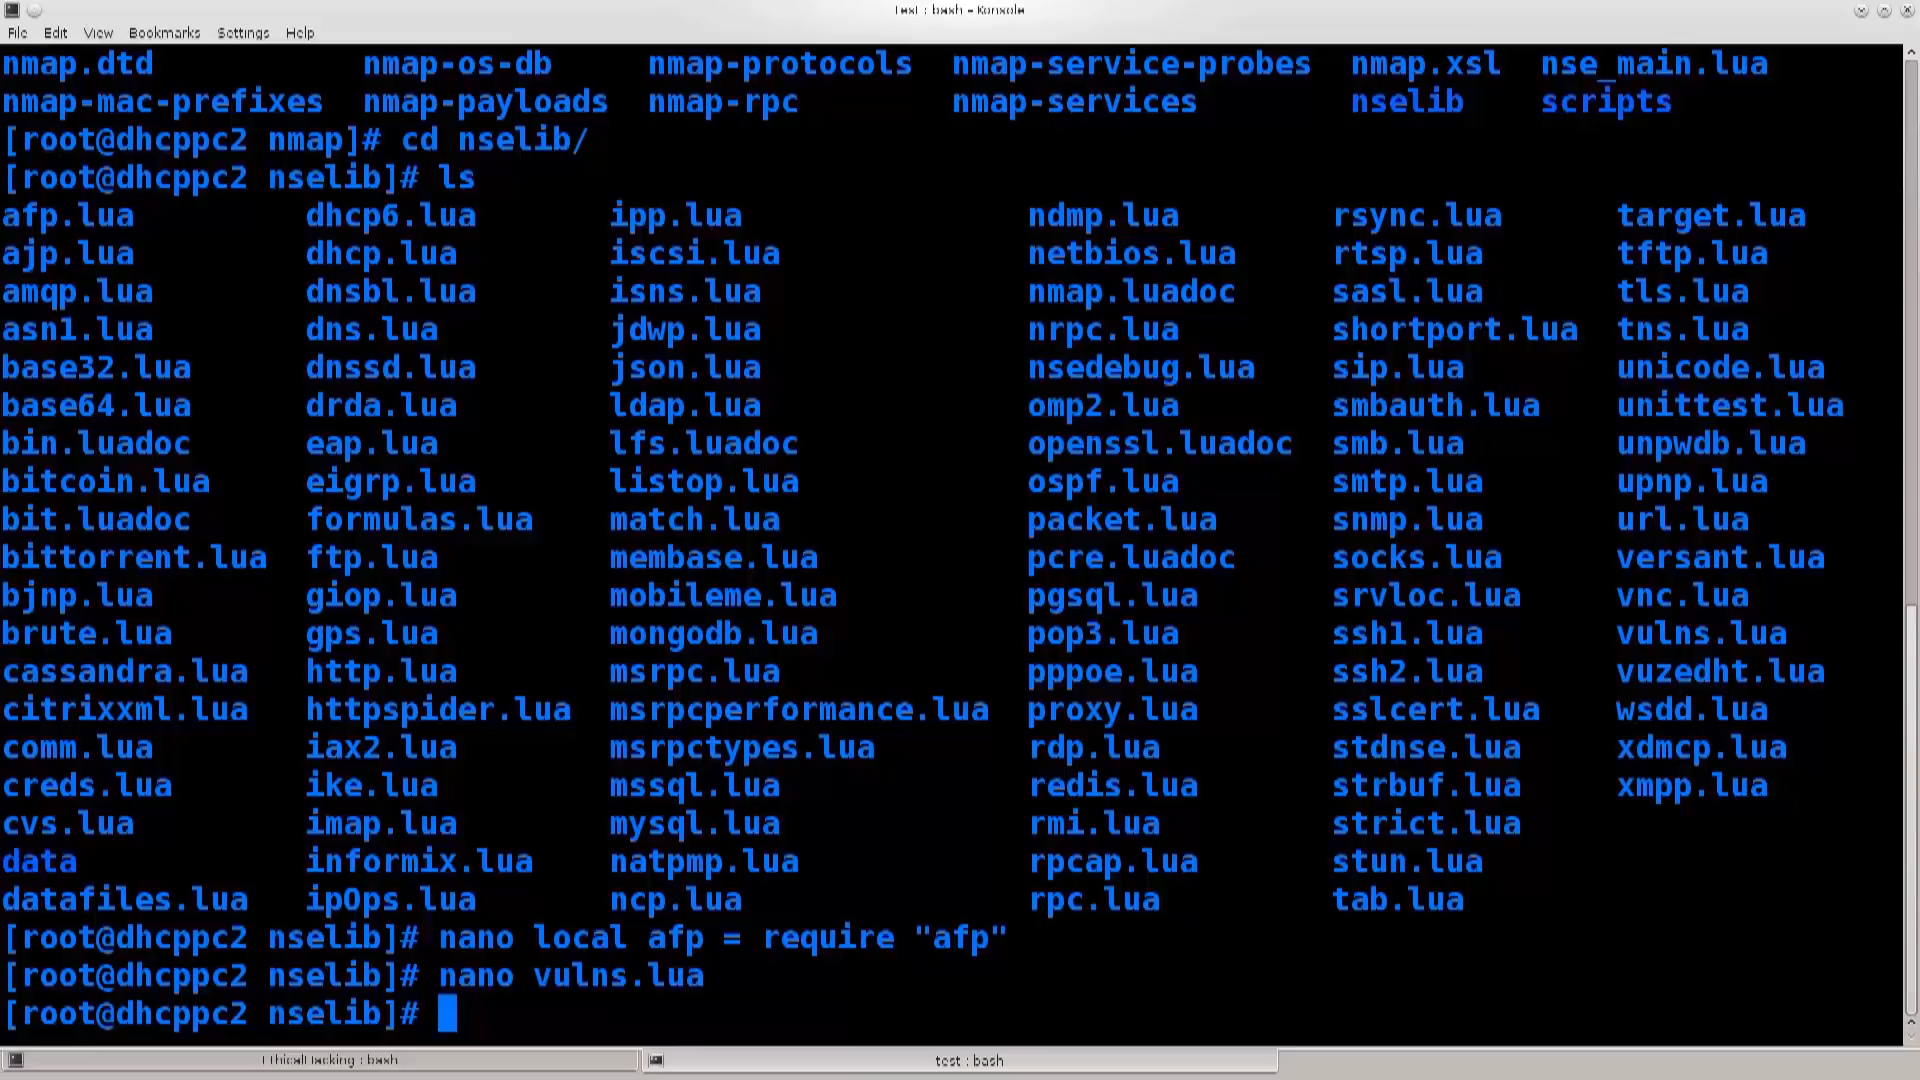 Test : bash – Konsole
File Edit View Bookmarks Settings Help
nmap.dtd nmap-os-db nmap-protocols nmap-service-probes nmap.xsl nse_main.lua
nmap-mac-prefixes nmap-payloads nmap-rpc nmap-services nselib scripts
[root@dhcppc2 nmap]# cd nselib/
[root@dhcppc2 nselib]# ls
afp.lua dhcp6.lua ipp.lua ndmp.lua rsync.lua target.lua
ajp.lua dhcp.lua iscsi.lua netbios.lua rtsp.lua tftp.lua
amqp.lua dnsbl.lua isns.lua nmap.luadoc sasl.lua tls.lua
asn1.lua dns.lua jdwp.lua nrpc.lua shortport.lua tns.lua
base32.lua dnssd.lua json.lua nsedebug.lua sip.lua unicode.lua
base64.lua drda.lua ldap.lua omp2.lua smbauth.lua unittest.lua
bin.luadoc eap.lua lfs.luadoc openssl.luadoc smb.lua unpwdb.lua
bitcoin.lua eigrp.lua listop.lua ospf.lua smtp.lua upnp.lua
bit.luadoc formulas.lua match.lua packet.lua snmp.lua url.lua
bittorrent.lua ftp.lua membase.lua pcre.luadoc socks.lua versant.lua
bjnp.lua giop.lua mobileme.lua pgsql.lua srvloc.lua vnc.lua
brute.lua gps.lua mongodb.lua pop3.lua ssh1.lua vulns.lua
cassandra.lua http.lua msrpc.lua pppoe.lua ssh2.lua vuzedht.lua
citrixxml.lua httpspider.lua msrpcperformance.lua proxy.lua sslcert.lua wsdd.lua
comm.lua iax2.lua msrpctypes.lua rdp.lua stdnse.lua xdmcp.lua
creds.lua ike.lua mssql.lua redis.lua strbuf.lua xmpp.lua
cvs.lua imap.lua mysql.lua rmi.lua strict.lua
data informix.lua natpmp.lua rpcap.lua stun.lua
datafiles.lua ipOps.lua ncp.lua rpc.lua tab.lua
[root@dhcppc2 nselib]# nano local afp = require "afp"
[root@dhcppc2 nselib]# nano vulns.lua
[root@dhcppc2 nselib]#
EthicalHacking : bash test : bash